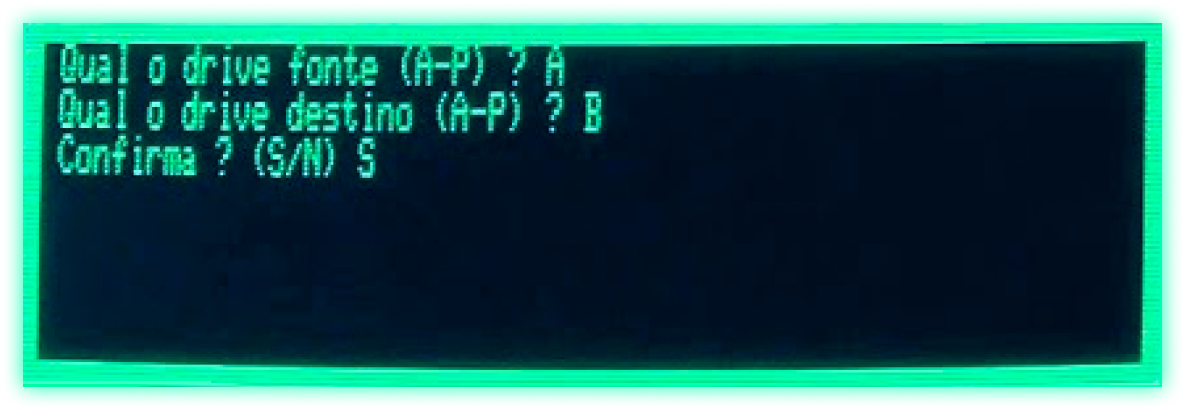 Qual o drive fonte (A-P) ? A
Qual o drive destino (A-P) ? B
Confirma ? (S/N) S